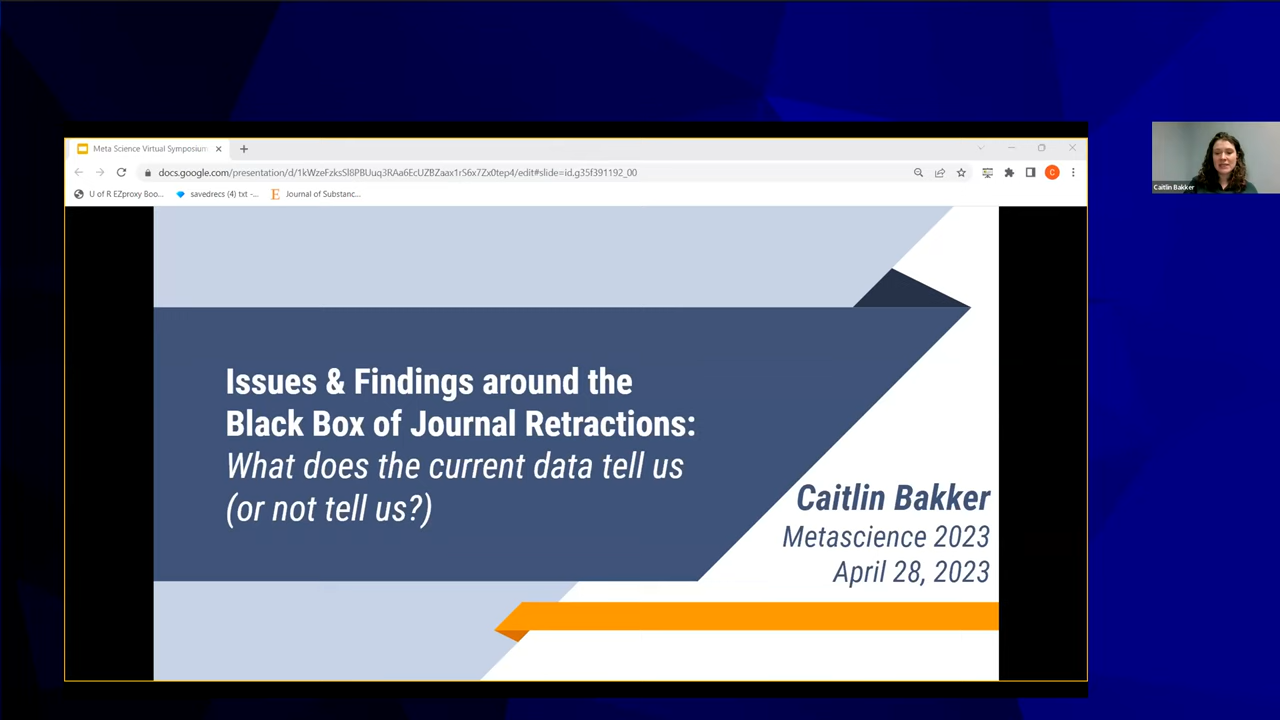 Meta Science Virtual Symposium
docs.google.com/presentation/d/1kWzeFzksSl8PBUuq3RAa6EcUZBZaax1rS6x7Zx0tep4/edit#slide=id.g35f391192_00
C
U of R EZproxy Boo...
savedrecs (4) txt -...
E
Journal of Substanc...
Issues & Findings around the
Black Box of Journal Retractions:
What does the current data tell us
(or not tell us?)
Caitlin Bakker
Metascience 2023
April 28, 2023
Caitlin Bakker